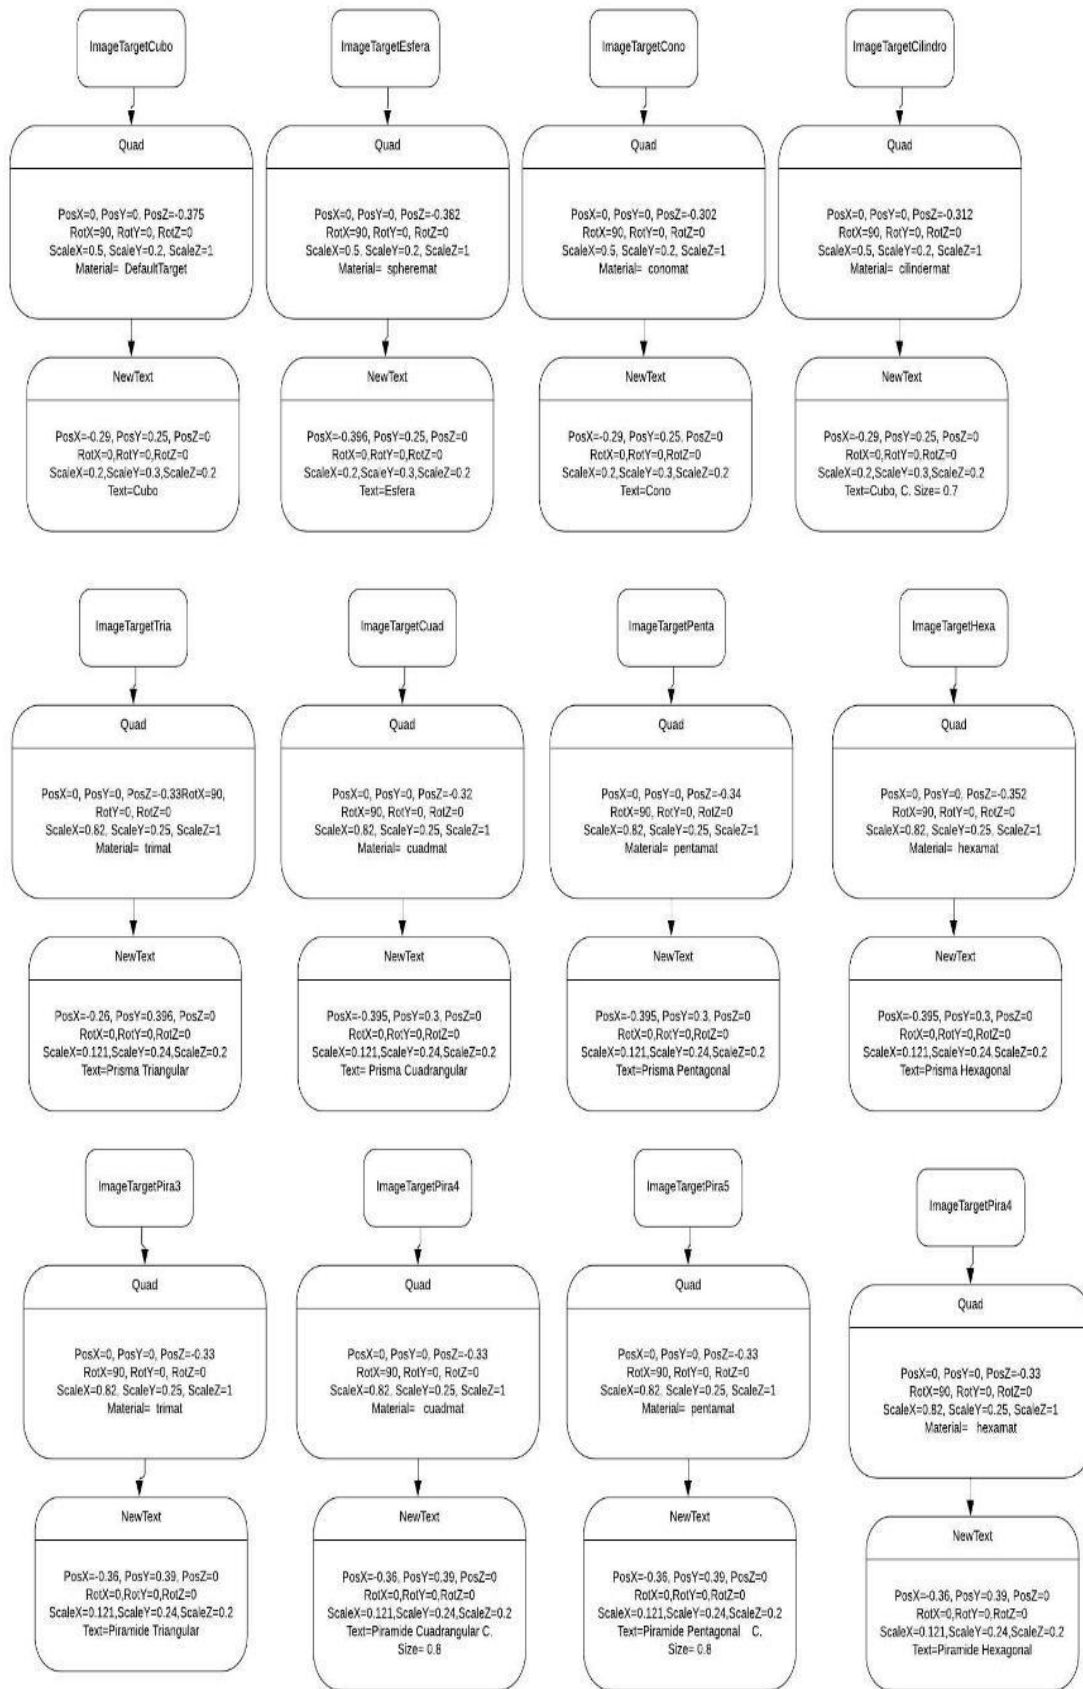 ImageTargetCubo
Quad
PosX=0, PosY=0, PosZ=-0.375
RotX=90, RotY=0, RotZ=0
ScaleX=0.5, ScaleY=0.2, ScaleZ=1
Material= DefaultTarget
NewText
PosX=-0.29, PosY=0.25, PosZ=0
RotX=0,RotY=0,RotZ=0
ScaleX=0.2,ScaleY=0.3,ScaleZ=0.2
Text=Cubo
ImageTargetEsfera
Quad
PosX=0, PosY=0, PosZ=-0.382
RotX=90, RotY=0, RotZ=0
ScaleX=0.5, ScaleY=0.2, ScaleZ=1
Material= spheremat
NewText
PosX=-0.396, PosY=0.25, PosZ=0
RotX=0,RotY=0,RotZ=0
ScaleX=0.2,ScaleY=0.3,ScaleZ=0.2
Text=Esfera
ImageTargetCono
Quad
PosX=0, PosY=0, PosZ=-0.302
RotX=90, RotY=0, RotZ=0
ScaleX=0.5, ScaleY=0.2, ScaleZ=1
Material= conomat
NewText
PosX=-0.29, PosY=0.25, PosZ=0
RotX=0,RotY=0,RotZ=0
ScaleX=0.2,ScaleY=0.3,ScaleZ=0.2
Text=Cono
ImageTargetCilindro
Quad
PosX=0, PosY=0, PosZ=-0.312
RotX=90, RotY=0, RotZ=0
ScaleX=0.5, ScaleY=0.2, ScaleZ=1
Material= cilindermat
NewText
PosX=-0.29, PosY=0.25, PosZ=0
RotX=0,RotY=0,RotZ=0
ScaleX=0.2,ScaleY=0.3,ScaleZ=0.2
Text=Cubo, C. Size= 0.7
ImageTargetTria
Quad
PosX=0, PosY=0, PosZ=-0.33RotX=90,
RotY=0, RotZ=0
ScaleX=0.82, ScaleY=0.25, ScaleZ=1
Material= trimat
NewText
PosX=-0.26, PosY=0.396, PosZ=0
RotX=0,RotY=0,RotZ=0
ScaleX=0.121,ScaleY=0.24,ScaleZ=0.2
Text=Prisma Triangular
ImageTargetCuad
Quad
PosX=0, PosY=0, PosZ=-0.32
RotX=90, RotY=0, RotZ=0
ScaleX=0.82, ScaleY=0.25, ScaleZ=1
Material= cuadmat
NewText
PosX=-0.395, PosY=0.3, PosZ=0
RotX=0,RotY=0,RotZ=0
ScaleX=0.121,ScaleY=0.24,ScaleZ=0.2
Text= Prisma Cuadrangular
ImageTargetPenta
Quad
PosX=0, PosY=0, PosZ=-0.34
RotX=90, RotY=0, RotZ=0
ScaleX=0.82, ScaleY=0.25, ScaleZ=1
Material= pentamat
NewText
PosX=-0.395, PosY=0.3, PosZ=0
RotX=0,RotY=0,RotZ=0
ScaleX=0.121,ScaleY=0.24,ScaleZ=0.2
Text=Prisma Pentagonal
ImageTargetHexa
Quad
PosX=0, PosY=0, PosZ=-0.352
RotX=90, RotY=0, RotZ=0
ScaleX=0.82, ScaleY=0.25, ScaleZ=1
Material= hexamat
NewText
PosX=-0.395, PosY=0.3, PosZ=0
RotX=0,RotY=0,RotZ=0
ScaleX=0.121,ScaleY=0.24,ScaleZ=0.2
Text=Prisma Hexagonal
ImageTargetPira3
Quad
PosX=0, PosY=0, PosZ=-0.33
RotX=90, RotY=0, RotZ=0
ScaleX=0.82, ScaleY=0.25, ScaleZ=1
Material= trimat
NewText
PosX=-0.36, PosY=0.39, PosZ=0
RotX=0,RotY=0,RotZ=0
ScaleX=0.121,ScaleY=0.24,ScaleZ=0.2
Text=Piramide Triangular
ImageTargetPira4
Quad
PosX=0, PosY=0, PosZ=-0.33
RotX=90, RotY=0, RotZ=0
ScaleX=0.82, ScaleY=0.25, ScaleZ=1
Material= cuadmat
NewText
PosX=-0.36, PosY=0.39, PosZ=0
RotX=0,RotY=0,RotZ=0
ScaleX=0.121,ScaleY=0.24,ScaleZ=0.2
Text=Piramide Cuadrangular C.
Size= 0.8
ImageTargetPira5
Quad
PosX=0, PosY=0, PosZ=-0.33
RotX=90, RotY=0, RotZ=0
ScaleX=0.82, ScaleY=0.25, ScaleZ=1
Material= pentamat
NewText
PosX=-0.36, PosY=0.39, PosZ=0
RotX=0,RotY=0,RotZ=0
ScaleX=0.121,ScaleY=0.24,ScaleZ=0.2
Text=Piramide Pentagonal C.
Size= 0.8
ImageTargetPira4
Quad
PosX=0, PosY=0, PosZ=-0.33
RotX=90, RotY=0, RotZ=0
ScaleX=0.82, ScaleY=0.25, ScaleZ=1
Material= hexamat
NewText
PosX=-0.36, PosY=0.39, PosZ=0
RotX=0,RotY=0,RotZ=0
ScaleX=0.121,ScaleY=0.24,ScaleZ=0.2
Text=Piramide Hexagonal